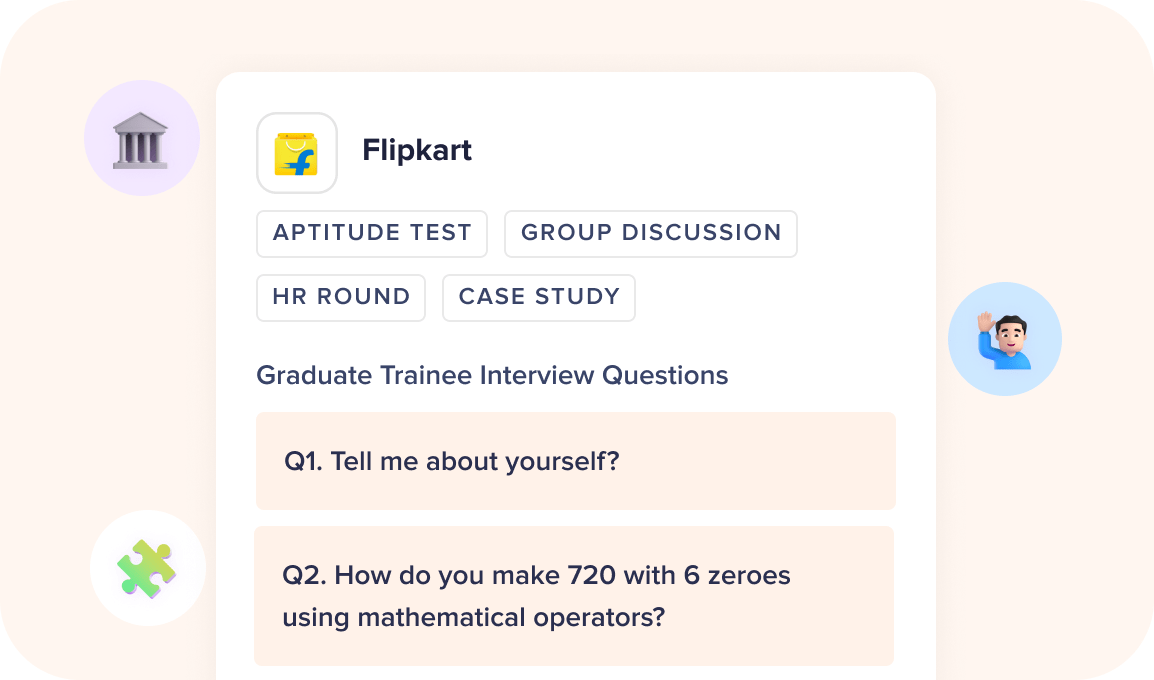 Flipkart
APTITUDE TEST
GROUP DISCUSSION
HR ROUND
CASE STUDY
Graduate Trainee Interview Questions
Q1. Tell me about yourself?
Q2. How do you make 720 with 6 zeroes
using mathematical operators?